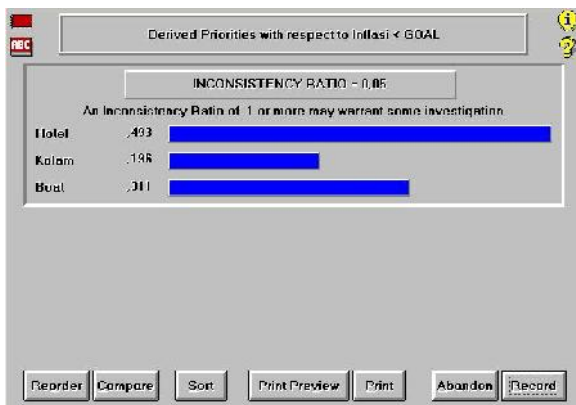 ABC
Derived Priorities with respect to Inflasi < GOAL
INCONSISTENCY RATIO = 0,05
An Inconsistency Ratio of .1 or more may warrant some investigation
Hotel ,493
Kolam ,196
Buat ,311
Reorder Compare Sort Print Preview Print Abandon Record